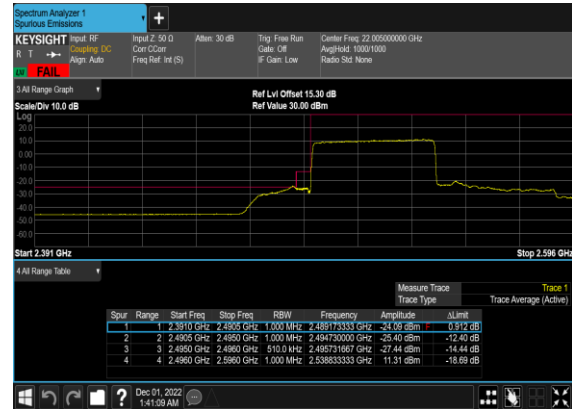 Spectrum Analyzer 1
Spurious Emissions
+
KEYSIGHT Input: RF Input Z: 50 Ω Atten: 30 dB Trig: Free Run Center Freq: 22.005000000 GHz
R T Coupling: DC Corr CCorr Gate: Off Avg|Hold: 1000/1000
Align: Auto Freq Ref: Int (S) IF Gain: Low Radio Std: None
LXI FAIL
3 All Range Graph
Ref Lvl Offset 15.30 dB
Scale/Div 10.0 dB Ref Value 30.00 dBm
Log
20.0
10.0
0.00
-10.0
-20.0
-30.0
-40.0
-50.0
-60.0
Start 2.391 GHz Stop 2.596 GHz
4 All Range Table
Measure Trace Trace 1
Trace Type Trace Average (Active)
Spur Range Start Freq Stop Freq RBW Frequency Amplitude ΔLimit
1 1 2.3910 GHz 2.4905 GHz 1.000 MHz 2.489173333 GHz -24.09 dBm F 0.912 dB
2 2 2.4905 GHz 2.4950 GHz 1.000 MHz 2.494730000 GHz -25.40 dBm -12.40 dB
3 3 2.4950 GHz 2.4960 GHz 510.0 kHz 2.495731667 GHz -27.44 dBm -14.44 dB
4 4 2.4960 GHz 2.5960 GHz 1.000 MHz 2.538833333 GHz 11.31 dBm -18.69 dB
? Dec 01, 2022
1:41:09 AM